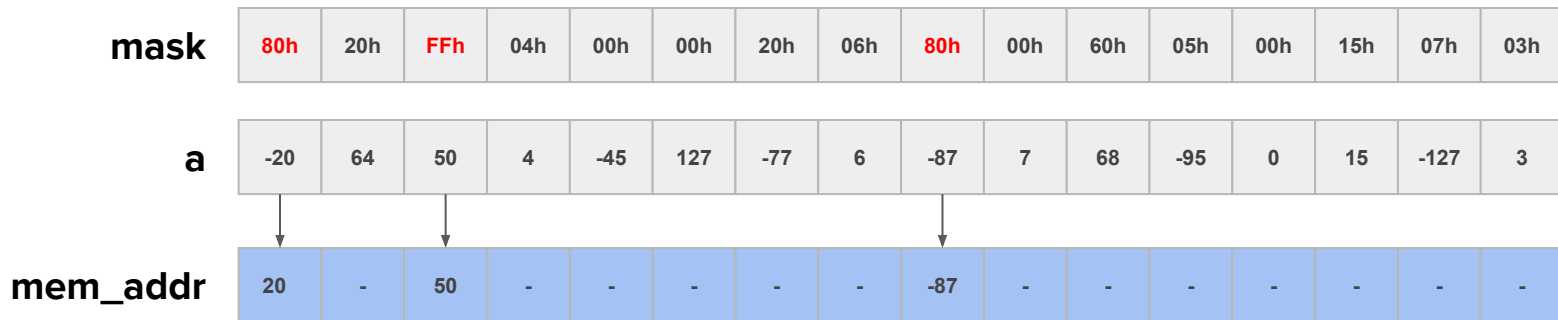 mask 80h 20h FFh 04h 00h 00h 20h 06h 80h 00h 60h 05h 00h 15h 07h 03h
a -20 64 50 4 -45 127 -77 6 -87 7 68 -95 0 15 -127 3
mem_addr 20 - 50 - - - - - -87 - - - - - - -